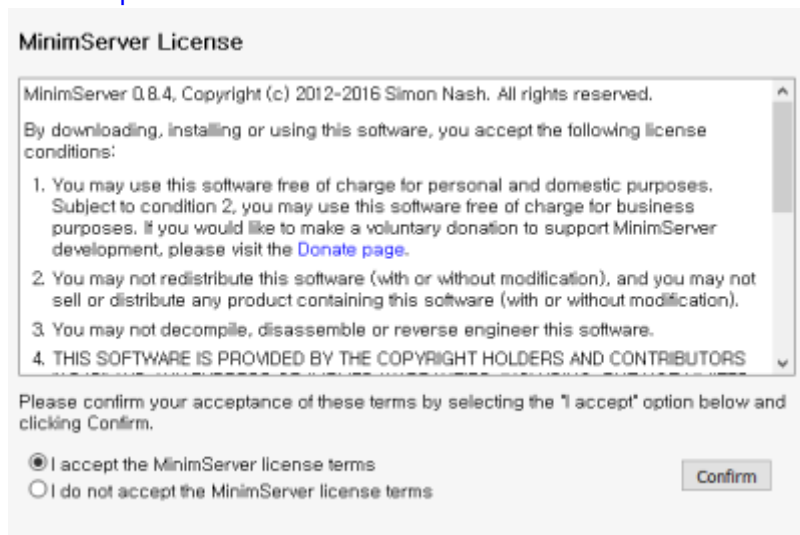 MinimServer License
MinimServer 0.8.4, Copyright (c) 2012-2016 Simon Nash. All rights reserved.
By downloading, installing or using this software, you accept the following license
conditions:
1. You may use this software free of charge for personal and domestic purposes.
Subject to condition 2, you may use this software free of charge for business
purposes. If you would like to make a voluntary donation to support MinimServer
development, please visit the Donate page.
2. You may not redistribute this software (with or without modification), and you may not
sell or distribute any product containing this software (with or without modification).
3. You may not decompile, disassemble or reverse engineer this software.
4. THIS SOFTWARE IS PROVIDED BY THE COPYRIGHT HOLDERS AND CONTRIBUTORS
Please confirm your acceptance of these terms by selecting the "I accept" option below and
clicking Confirm.
I accept the MinimServer license terms
Confirm
I do not accept the MinimServer license terms